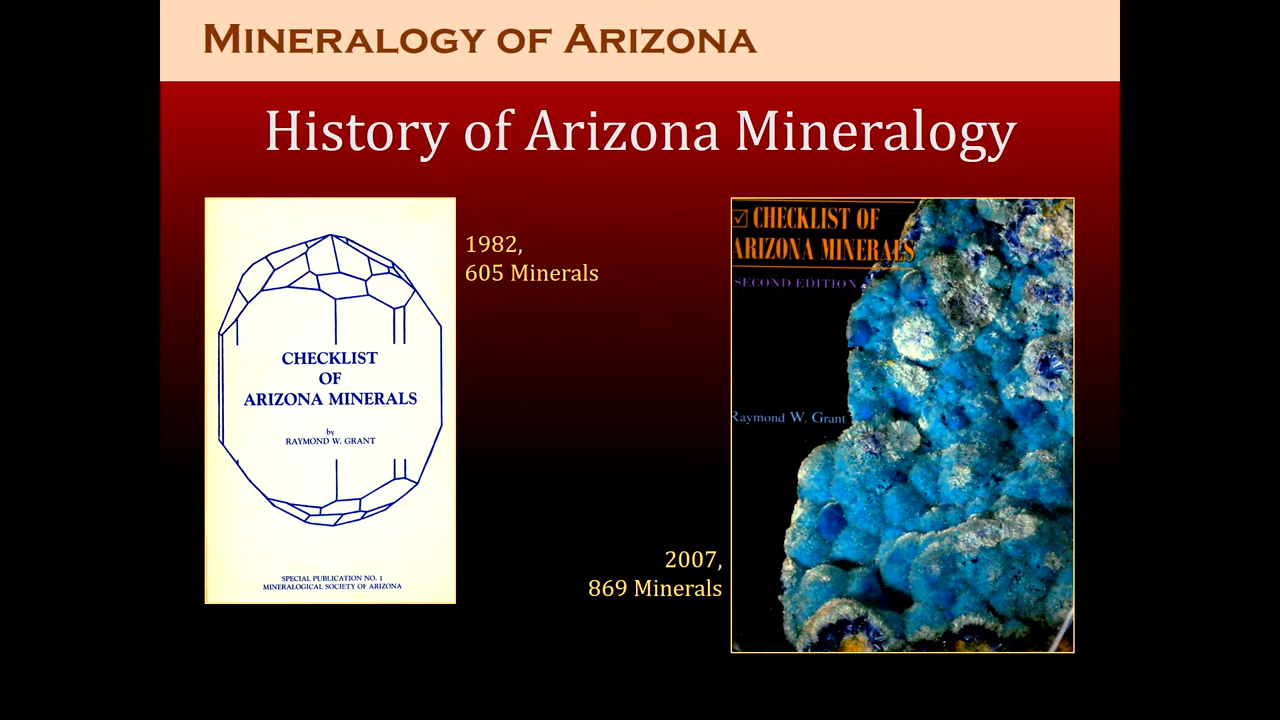 MINERALOGY OF ARIZONA
History of Arizona Mineralogy
CHECKLIST
OF
ARIZONA MINERALS
by
RAYMOND W. GRANT
SPECIAL PUBLICATION NO. 1
MINERALOGICAL SOCIETY OF ARIZONA
1982,
605 Minerals
CHECKLIST OF
ARIZONA MINERALS
SECOND EDITION
Raymond W. Grant
2007,
869 Minerals